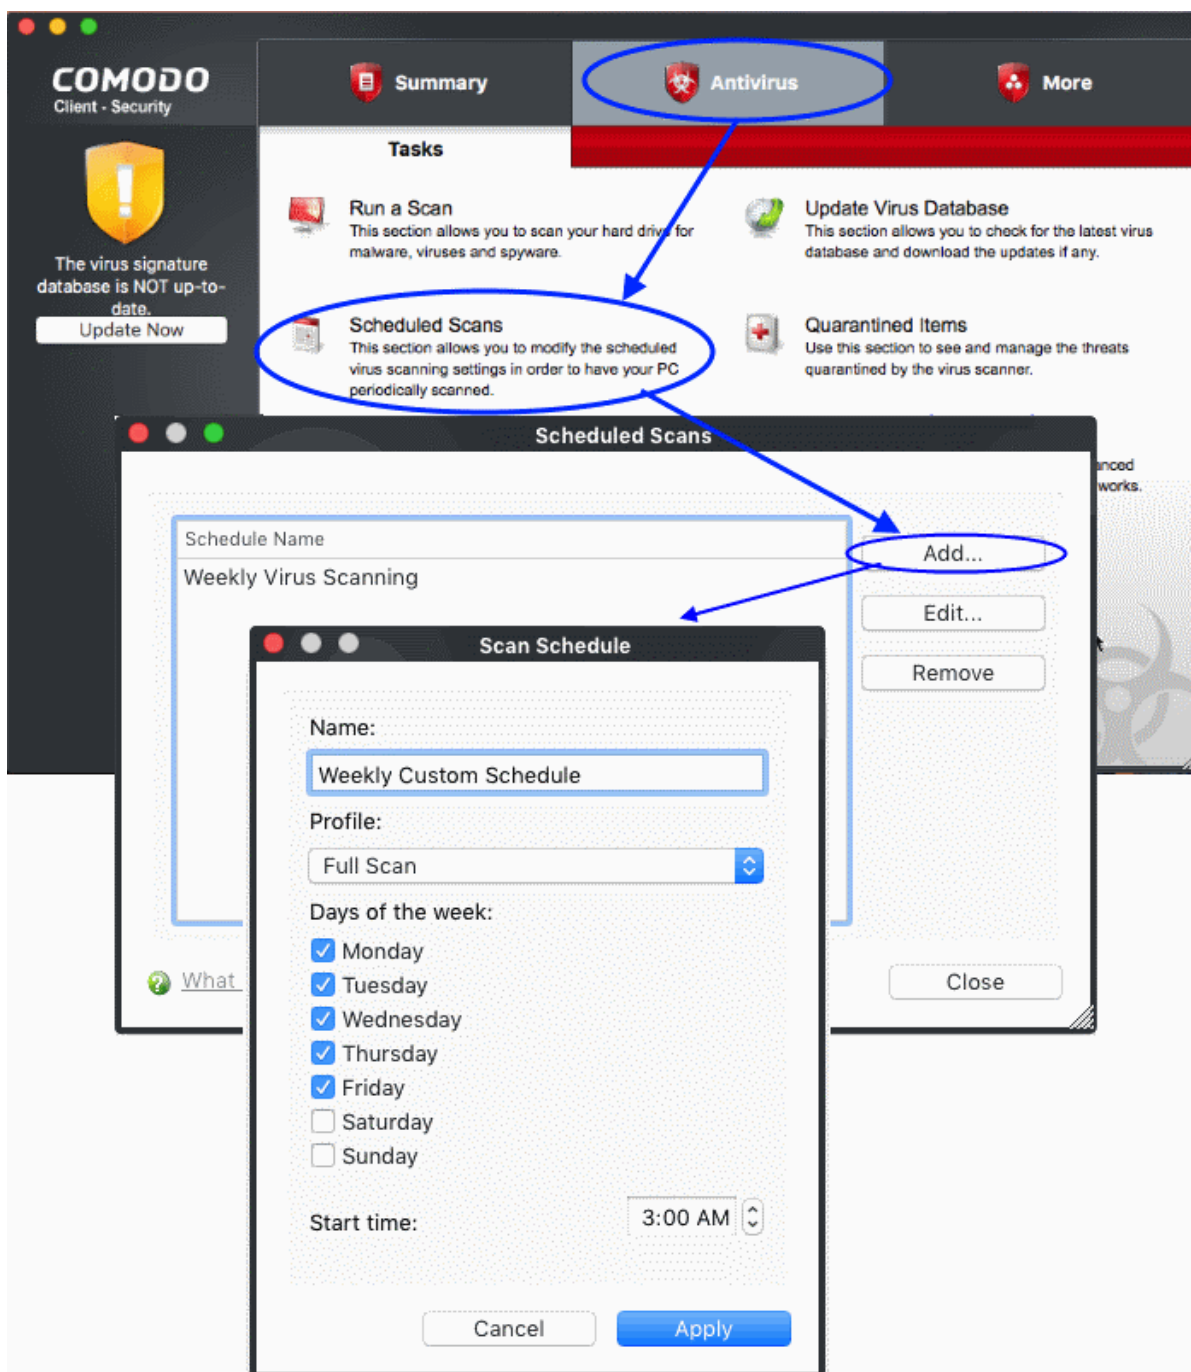 COMODO
Client - Security
Summary
Antivirus
More
Tasks
The virus signature
database is NOT up-to-
date.
Update Now
Run a Scan
This section allows you to scan your hard drive for
malware, viruses and spyware.
Update Virus Database
This section allows you to check for the latest virus
database and download the updates if any.
Scheduled Scans
This section allows you to modify the scheduled
virus scanning settings in order to have your PC
periodically scanned.
Quarantined Items
Use this section to see and manage the threats
quarantined by the virus scanner.
works.
Scheduled Scans
Schedule Name
Weekly Virus Scanning
Add...
Edit...
Remove
What
Close
Scan Schedule
Name:
Weekly Custom Schedule
Profile:
Full Scan
Days of the week:
Monday
Tuesday
Wednesday
Thursday
Friday
Saturday
Sunday
Start time:
3:00 AM
Cancel
Apply